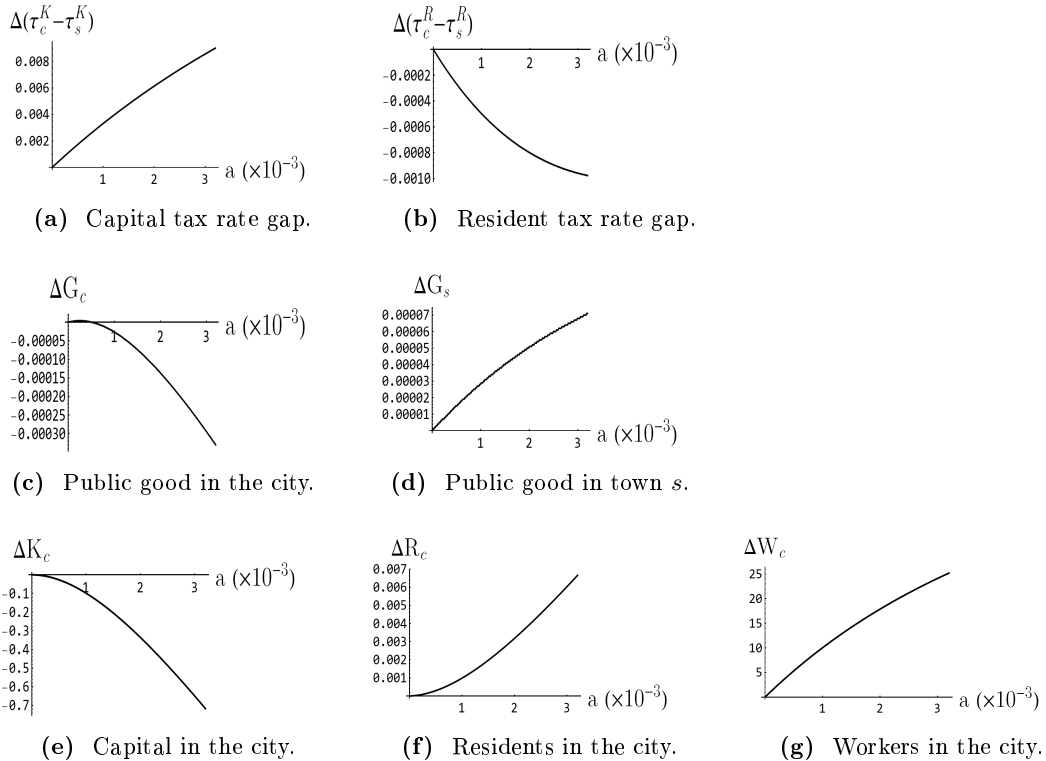 Δ(τ_c^K−τ_s^K)
0.008
0.006
0.004
0.002
1 2 3
a (×10⁻³)
(a) Capital tax rate gap.
Δ(τ_c^R−τ_s^R)
1 2 3
a (×10⁻³)
−0.0002
−0.0004
−0.0006
−0.0008
−0.0010
(b) Resident tax rate gap.
ΔG_c
1 2 3
a (×10⁻³)
−0.00005
−0.00010
−0.00015
−0.00020
−0.00025
−0.00030
(c) Public good in the city.
ΔG_s
0.00007
0.00006
0.00005
0.00004
0.00003
0.00002
0.00001
1 2 3
a (×10⁻³)
(d) Public good in town s.
ΔK_c
1 2 3
a (×10⁻³)
−0.1
−0.2
−0.3
−0.4
−0.5
−0.6
−0.7
(e) Capital in the city.
ΔR_c
0.007
0.006
0.005
0.004
0.003
0.002
0.001
1 2 3
a (×10⁻³)
(f) Residents in the city.
ΔW_c
25
20
15
10
5
1 2 3
a (×10⁻³)
(g) Workers in the city.